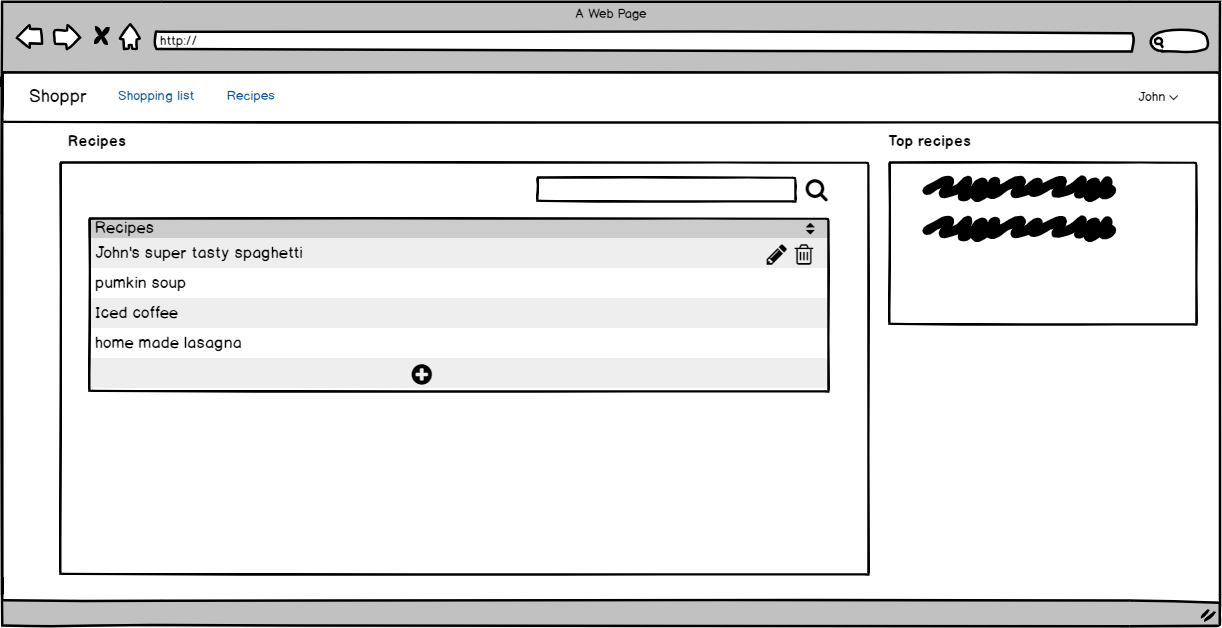 A Web Page
http://
Shoppr Shopping list Recipes John
Recipes
Top recipes
Recipes
John's super tasty spaghetti
pumkin soup
Iced coffee
home made lasagna